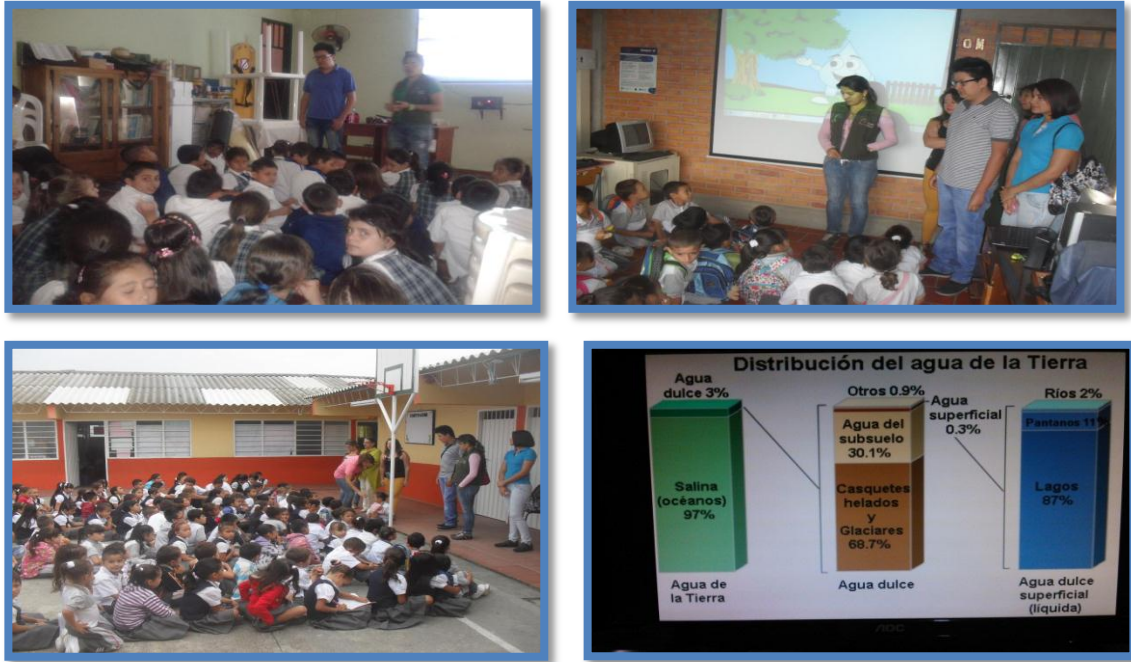 Distribución del agua de la Tierra
Agua
dulce 3%
Salina
(océanos)
97%
Agua de
la Tierra
Otros 0.9%
Agua del
subsuelo
30.1%
Casquetes
helados
y
Glaciares
68.7%
Agua dulce
Agua
superficial
0.3%
Ríos 2%
Pantanos 11%
Lagos
87%
Agua dulce
superficial
(líquida)
AOC